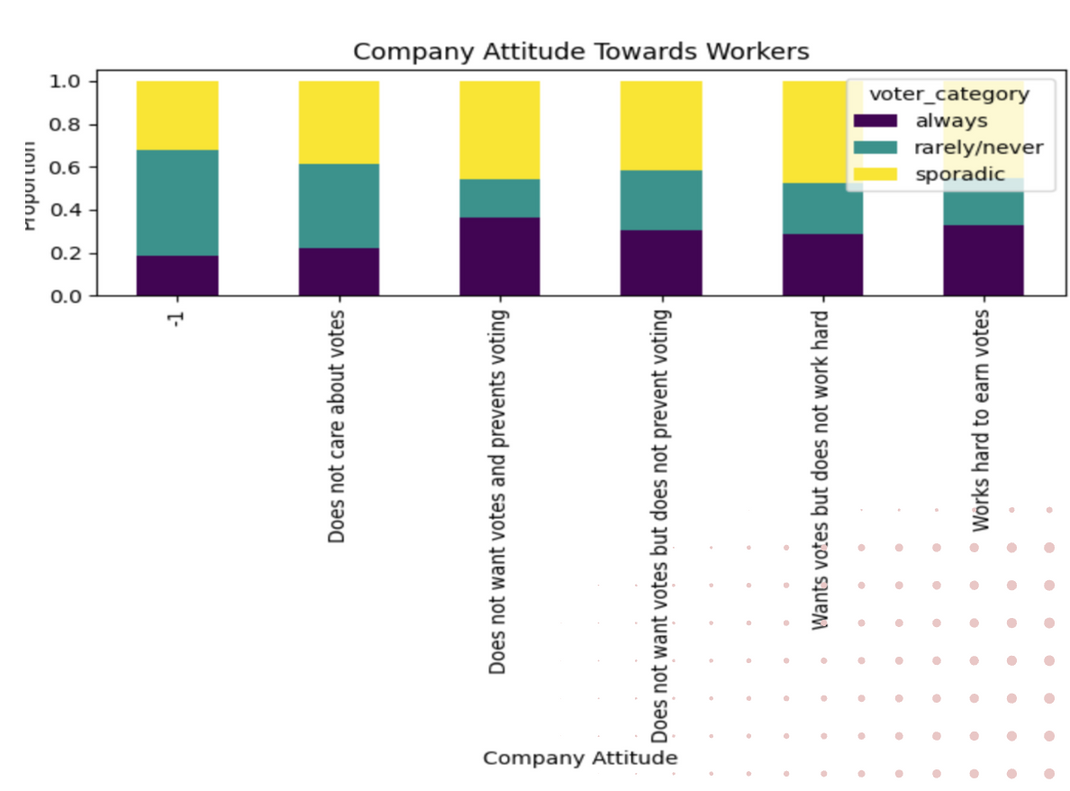 Company Attitude Towards Workers
1.0
0.8
0.6
0.4
0.2
0.0
Proportion
voter_category
always
rarely/never
sporadic
-1
Does not care about votes
Does not want votes and prevents voting
Does not want votes but does not prevent voting
Wants votes but does not work hard
Works hard to earn votes
Company Attitude